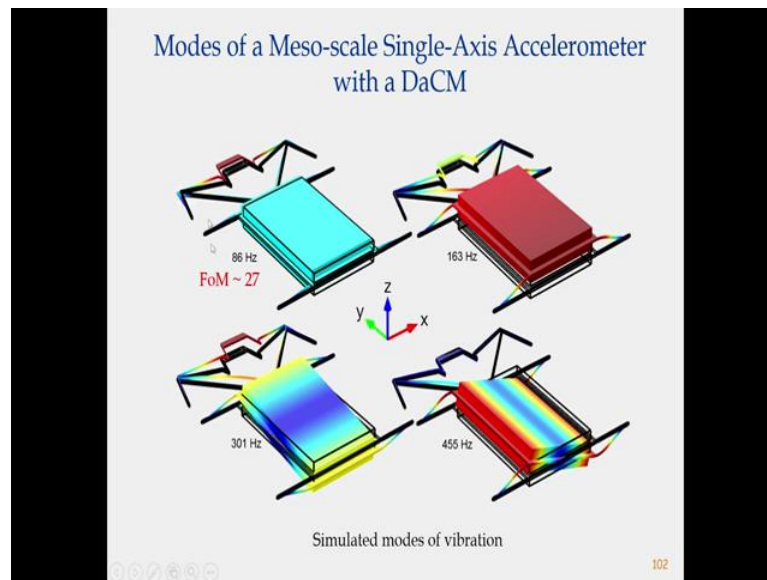 Modes of a Meso-scale Single-Axis Accelerometer
with a DaCM
86 Hz
FoM ~ 27
163 Hz
z
y
x
301 Hz
455 Hz
Simulated modes of vibration
102